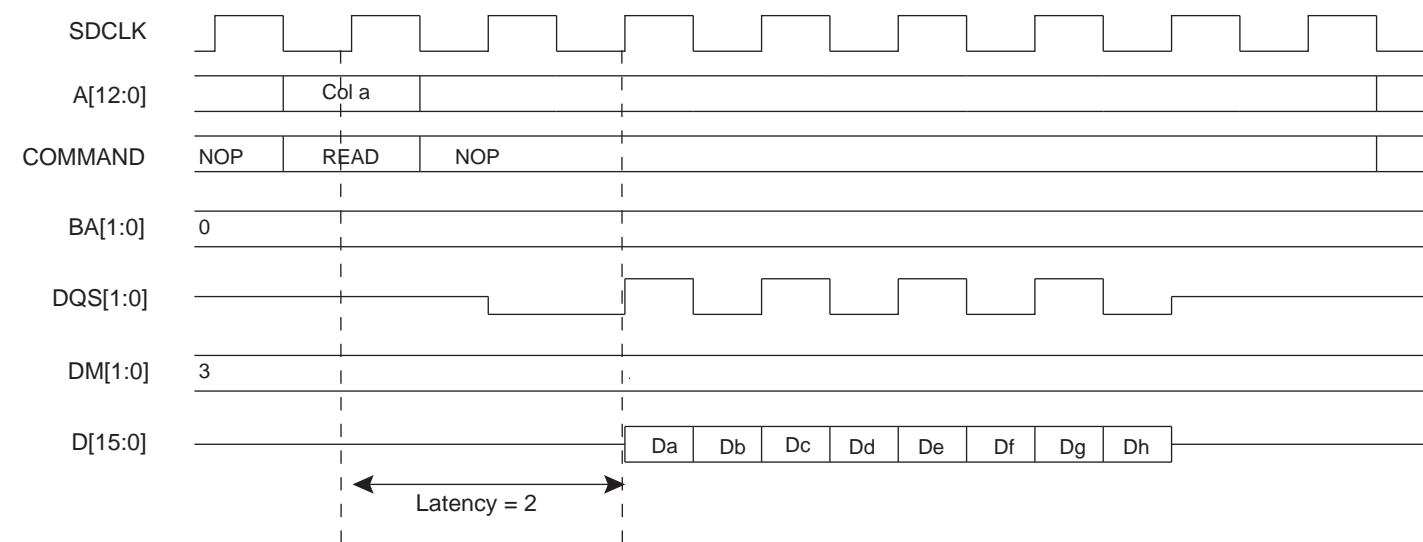 SDCLK
A[12:0] Col a
COMMAND NOP READ NOP
BA[1:0] 0
DQS[1:0]
DM[1:0] 3
D[15:0] Da Db Dc Dd De Df Dg Dh
Latency = 2